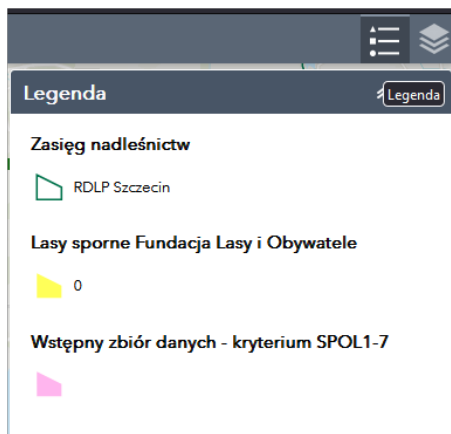 Legenda
Legenda
Zasięg nadleśnictw
RDLP Szczecin
Lasy sporne Fundacja Lasy i Obywatele
0
Wstępny zbiór danych - kryterium SPOL1-7